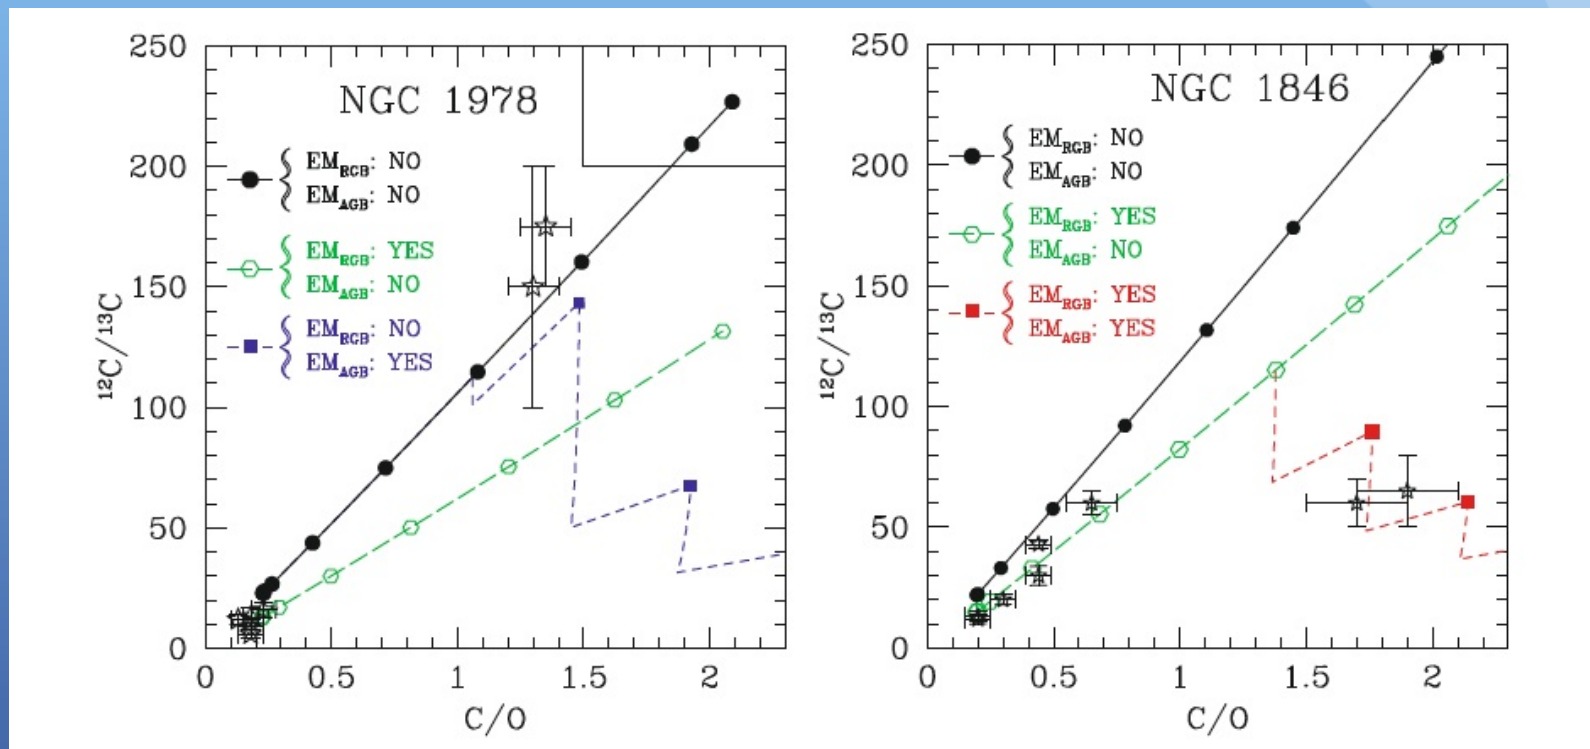 NGC 1978
EM_RGB: NO
EM_AGB: NO
EM_RGB: YES
EM_AGB: NO
EM_RGB: NO
EM_AGB: YES
250
200
150
100
50
0
0 0.5 1 1.5 2
¹²C/¹³C
C/O
NGC 1846
EM_RGB: NO
EM_AGB: NO
EM_RGB: YES
EM_AGB: NO
EM_RGB: YES
EM_AGB: YES
250
200
150
100
50
0
0 0.5 1 1.5 2
¹²C/¹³C
C/O